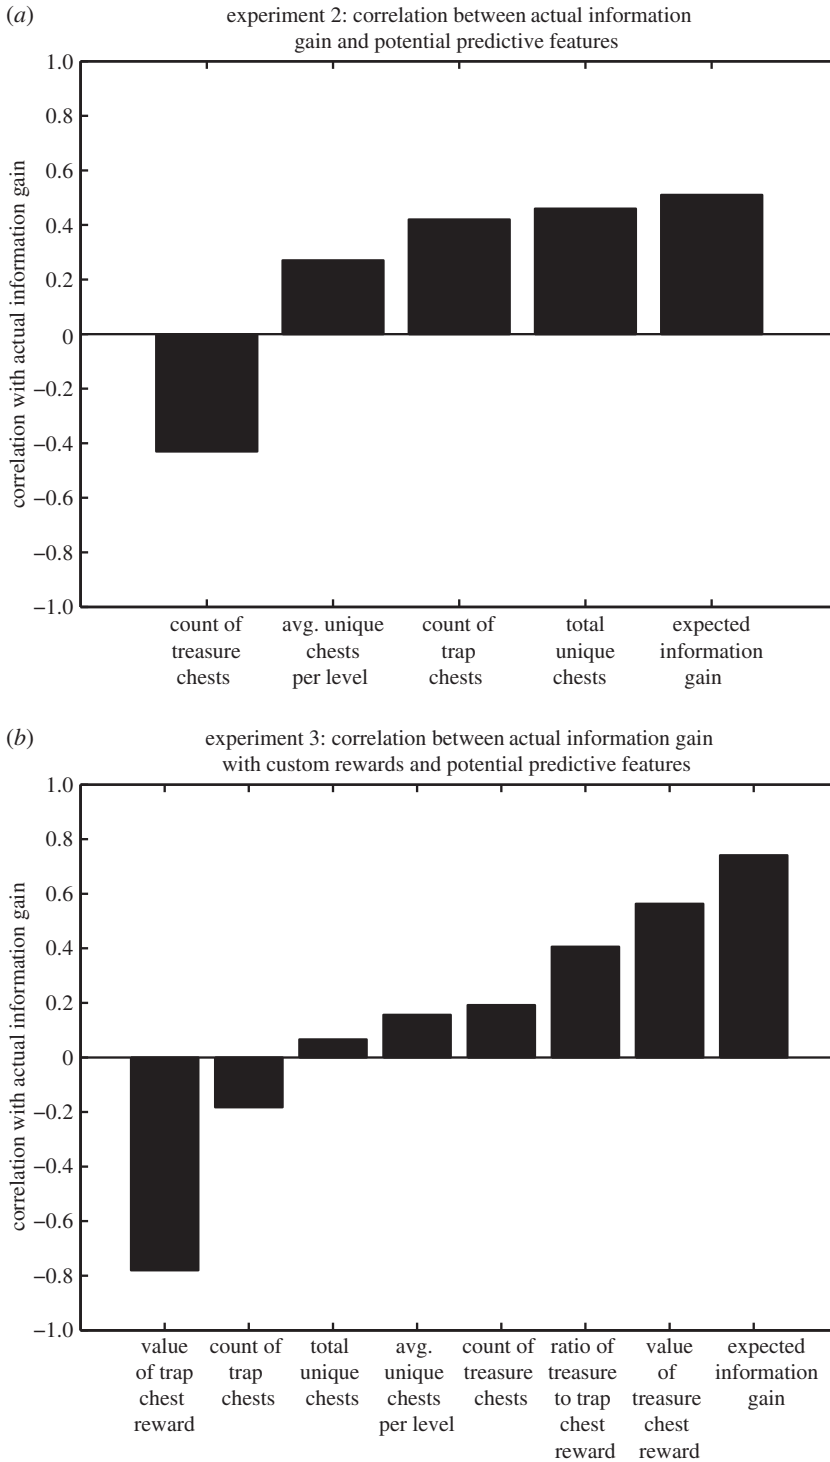 (a)
experiment 2: correlation between actual information
gain and potential predictive features
correlation with actual information gain
1.0
0.8
0.6
0.4
0.2
0
−0.2
−0.4
−0.6
−0.8
−1.0
count of
treasure
chests
avg. unique
chests
per level
count of
trap
chests
total
unique
chests
expected
information
gain
(b)
experiment 3: correlation between actual information gain
with custom rewards and potential predictive features
correlation with actual information gain
1.0
0.8
0.6
0.4
0.2
0
−0.2
−0.4
−0.6
−0.8
−1.0
value
of trap
chest
reward
count of
trap
chests
total
unique
chests
avg.
unique
chests
per level
count of
treasure
chests
ratio of
treasure
to trap
chest
reward
value
of
treasure
chest
reward
expected
information
gain